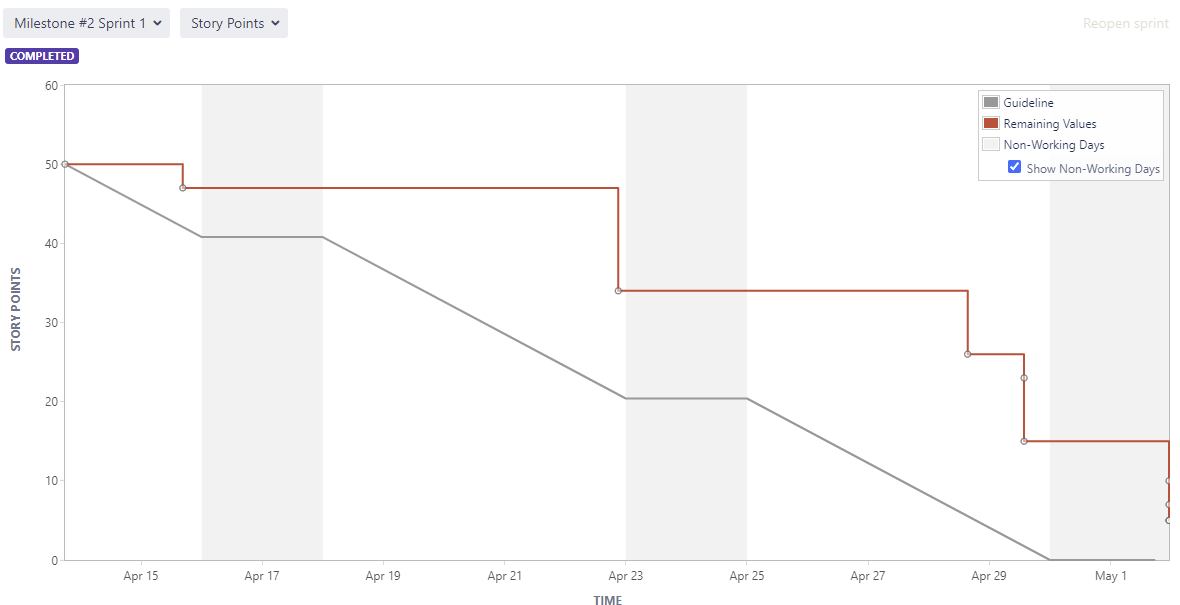 Milestone #2 Sprint 1 Story Points Reopen sprint
COMPLETED
60
50
40
30
20
10
0
STORY POINTS
Guideline
Remaining Values
Non-Working Days
Show Non-Working Days
Apr 15 Apr 17 Apr 19 Apr 21 Apr 23 Apr 25 Apr 27 Apr 29 May 1
TIME